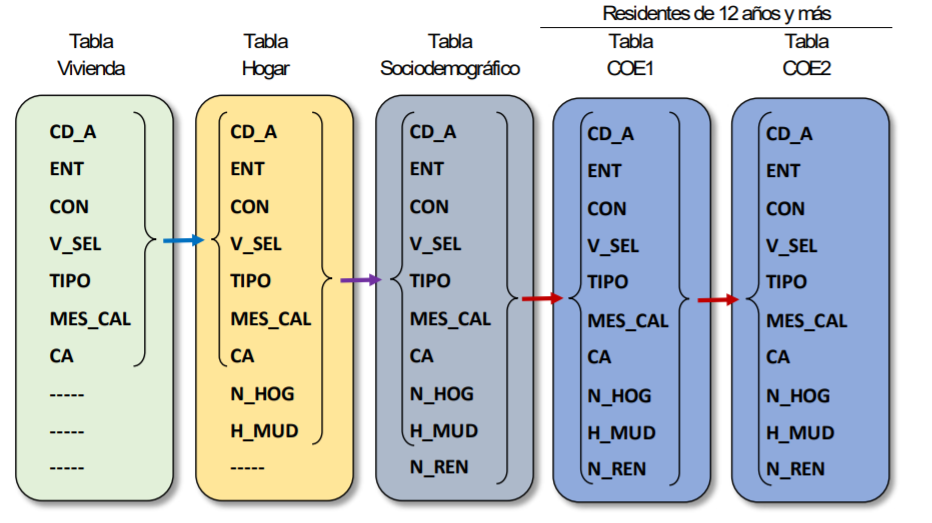 Residentes de 12 años y más
Tabla Vivienda
Tabla Hogar
Tabla Sociodemográfico
Tabla COE1
Tabla COE2
CD_A
ENT
CON
V_SEL
TIPO
MES_CAL
CA
-----
-----
-----
CD_A
ENT
CON
V_SEL
TIPO
MES_CAL
CA
N_HOG
H_MUD
-----
CD_A
ENT
CON
V_SEL
TIPO
MES_CAL
CA
N_HOG
H_MUD
N_REN
CD_A
ENT
CON
V_SEL
TIPO
MES_CAL
CA
N_HOG
H_MUD
N_REN
CD_A
ENT
CON
V_SEL
TIPO
MES_CAL
CA
N_HOG
H_MUD
N_REN